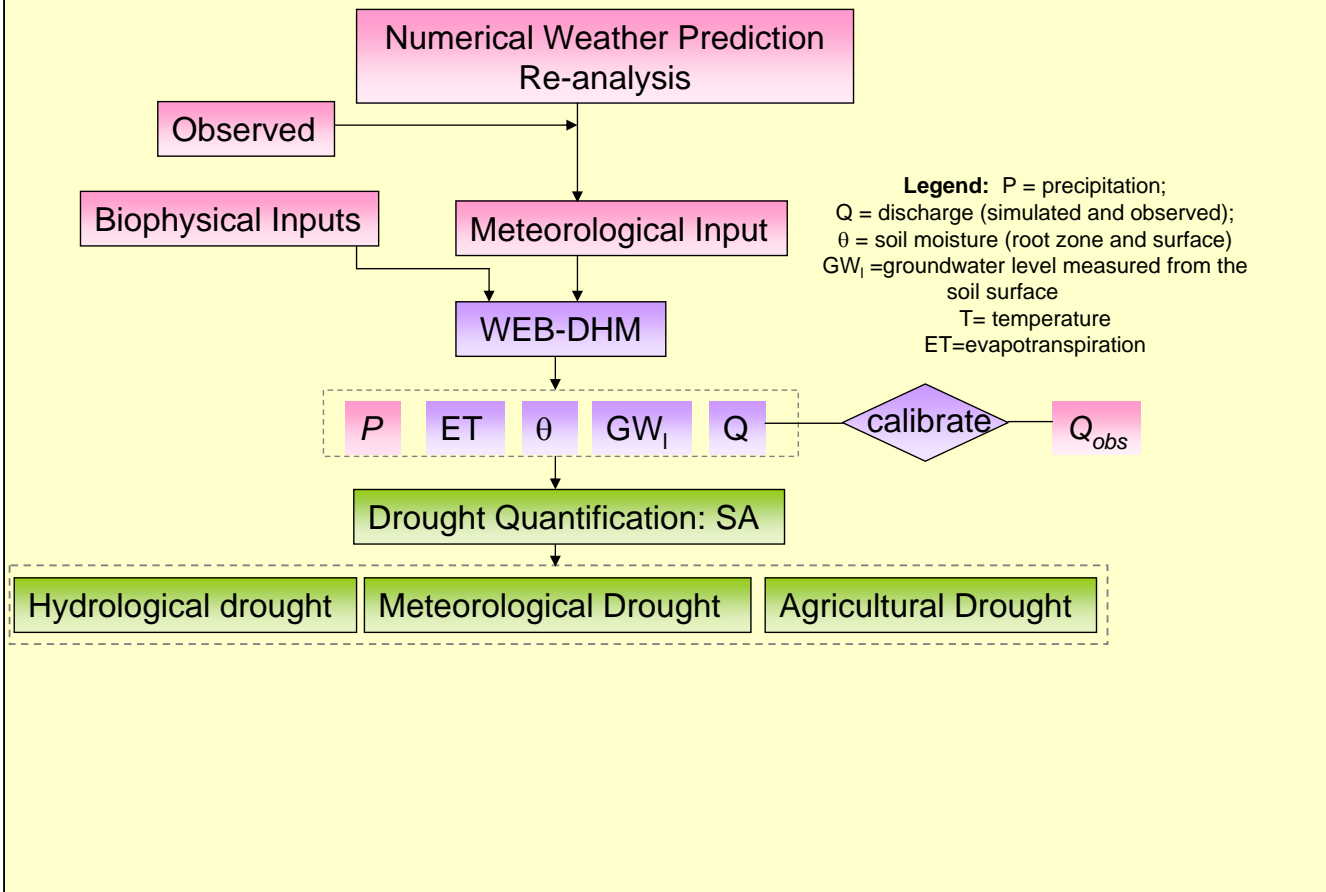 Numerical Weather Prediction
Re-analysis
Observed
Biophysical Inputs
Meteorological Input
Legend: P = precipitation;
Q = discharge (simulated and observed);
θ = soil moisture (root zone and surface)
GWl =groundwater level measured from the
soil surface
T= temperature
ET=evapotranspiration
WEB-DHM
P ET θ GWl Q calibrate Qobs
Drought Quantification: SA
Hydrological drought Meteorological Drought Agricultural Drought